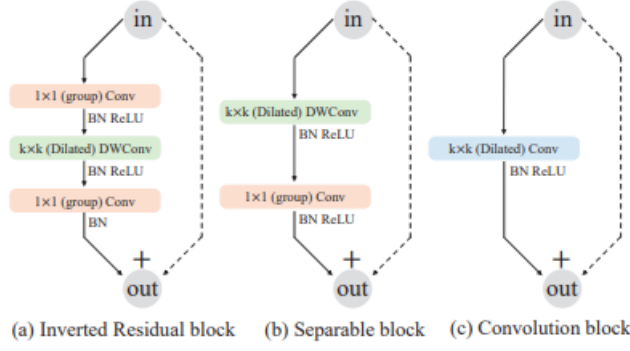 in
1×1 (group) Conv
BN ReLU
k×k (Dilated) DWConv
BN ReLU
1×1 (group) Conv
BN
+
out
(a) Inverted Residual block
in
k×k (Dilated) DWConv
BN ReLU
1×1 (group) Conv
BN ReLU
+
out
(b) Separable block
in
k×k (Dilated) Conv
BN ReLU
+
out
(c) Convolution block